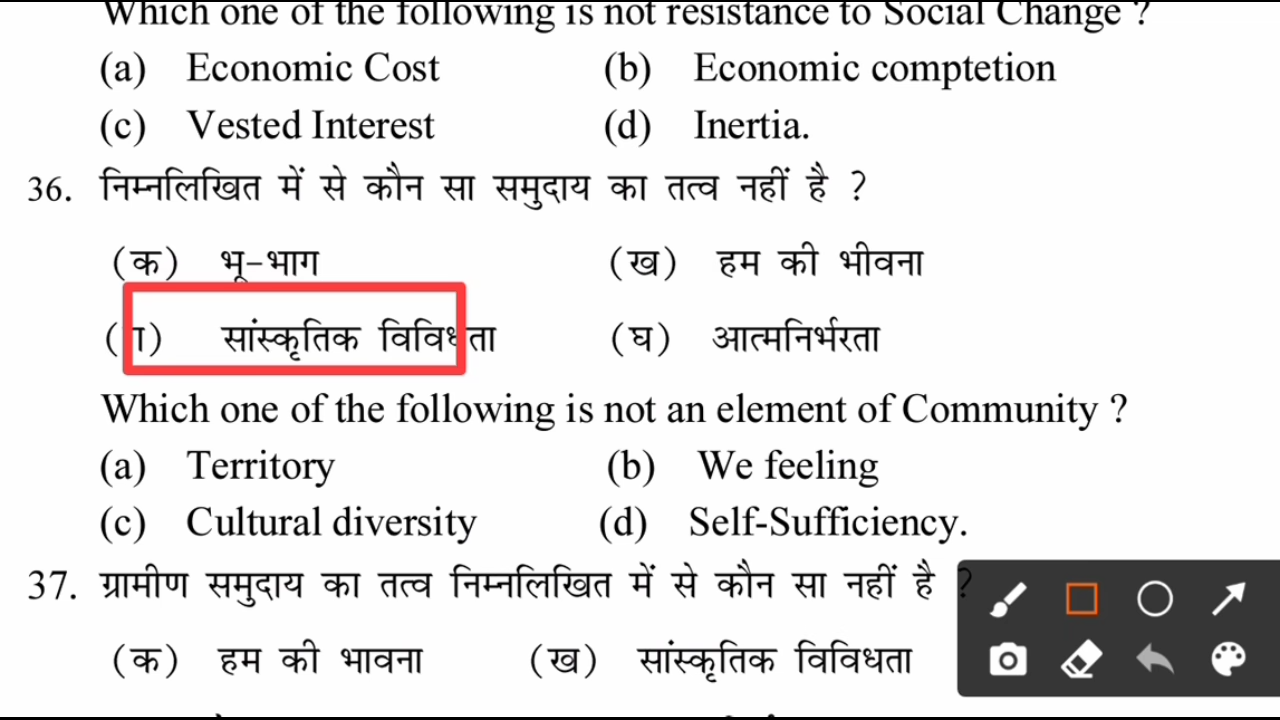 Which one of the following is not resistance to Social Change ?
(a) Economic Cost (b) Economic comptetion
(c) Vested Interest (d) Inertia.
36. निम्नलिखित में से कौन सा समुदाय का तत्व नहीं है ?
(क) भू-भाग (ख) हम की भीवना
(ग) सांस्कृतिक विविधता (घ) आत्मनिर्भरता
Which one of the following is not an element of Community ?
(a) Territory (b) We feeling
(c) Cultural diversity (d) Self-Sufficiency.
37. ग्रामीण समुदाय का तत्व निम्नलिखित में से कौन सा नहीं है ?
(क) हम की भावना (ख) सांस्कृतिक विविधता